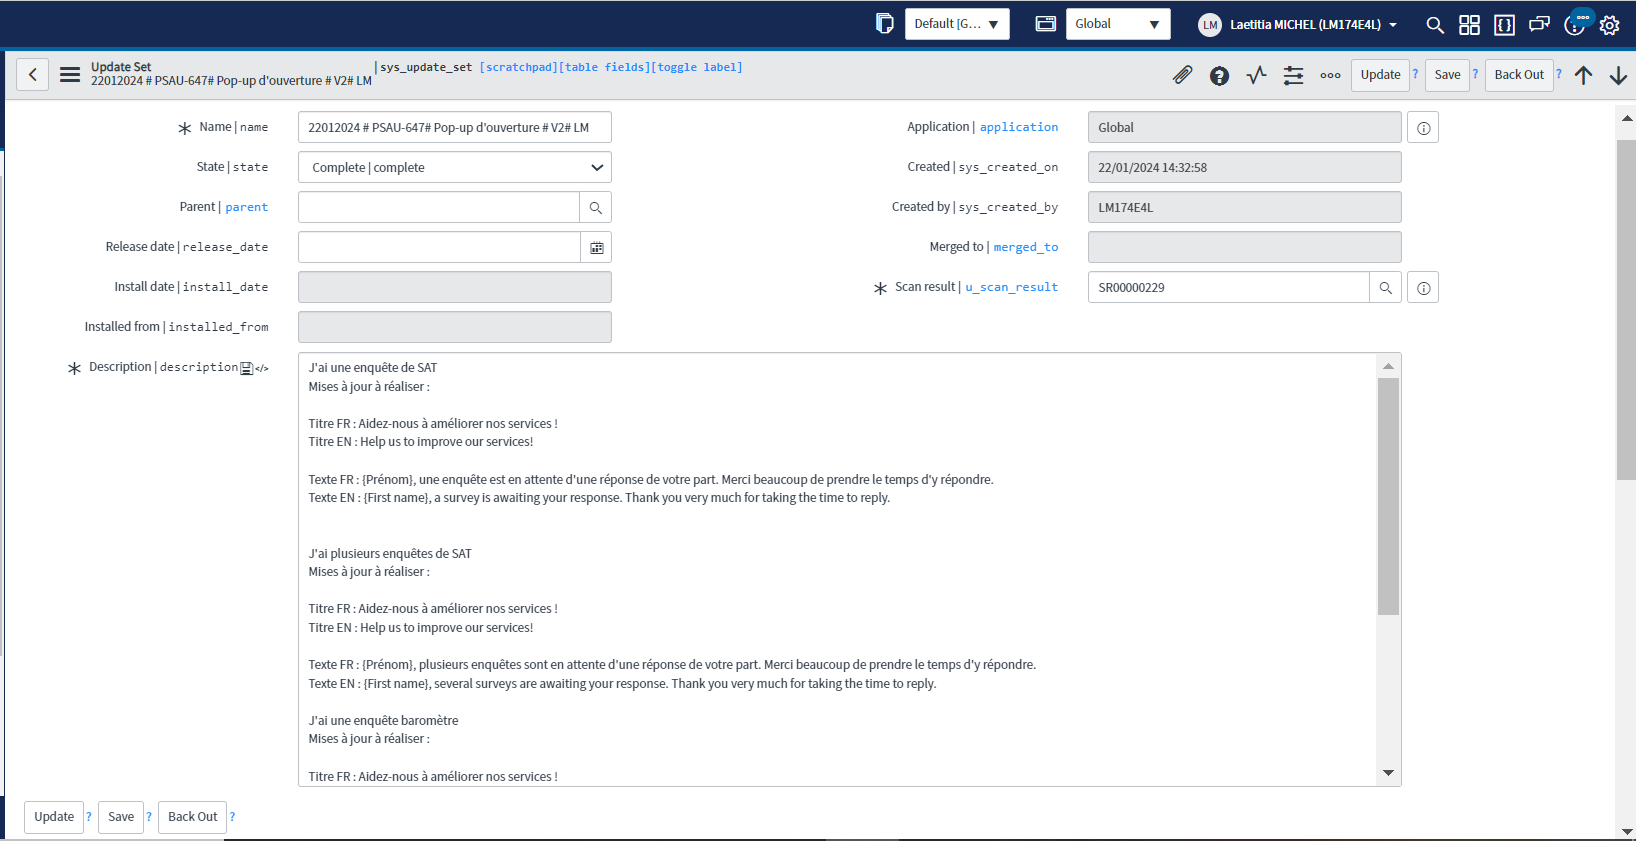 Default [G... ▼
Global ▼
LM Laetitia MICHEL (LM174E4L)
Update Set
22012024 # PSAU-647# Pop-up d'ouverture # V2# LM
|sys_update_set [scratchpad][table fields][toggle label]
Update ? Save ? Back Out ?
Name | name
22012024 # PSAU-647# Pop-up d'ouverture # V2# LM
Application | application
Global
State | state
Complete | complete
Created | sys_created_on
22/01/2024 14:32:58
Parent | parent
Created by | sys_created_by
LM174E4L
Release date | release_date
Merged to | merged_to
Install date | install_date
Scan result | u_scan_result
SR00000229
Installed from | installed_from
Description | description </>
J'ai une enquête de SAT
Mises à jour à réaliser :
Titre FR : Aidez-nous à améliorer nos services !
Titre EN : Help us to improve our services!
Texte FR : {Prénom}, une enquête est en attente d'une réponse de votre part. Merci beaucoup de prendre le temps d'y répondre.
Texte EN : {First name}, a survey is awaiting your response. Thank you very much for taking the time to reply.
J'ai plusieurs enquêtes de SAT
Mises à jour à réaliser :
Titre FR : Aidez-nous à améliorer nos services !
Titre EN : Help us to improve our services!
Texte FR : {Prénom}, plusieurs enquêtes sont en attente d'une réponse de votre part. Merci beaucoup de prendre le temps d'y répondre.
Texte EN : {First name}, several surveys are awaiting your response. Thank you very much for taking the time to reply.
J'ai une enquête baromètre
Mises à jour à réaliser :
Titre FR : Aidez-nous à améliorer nos services !
Update ? Save ? Back Out ?